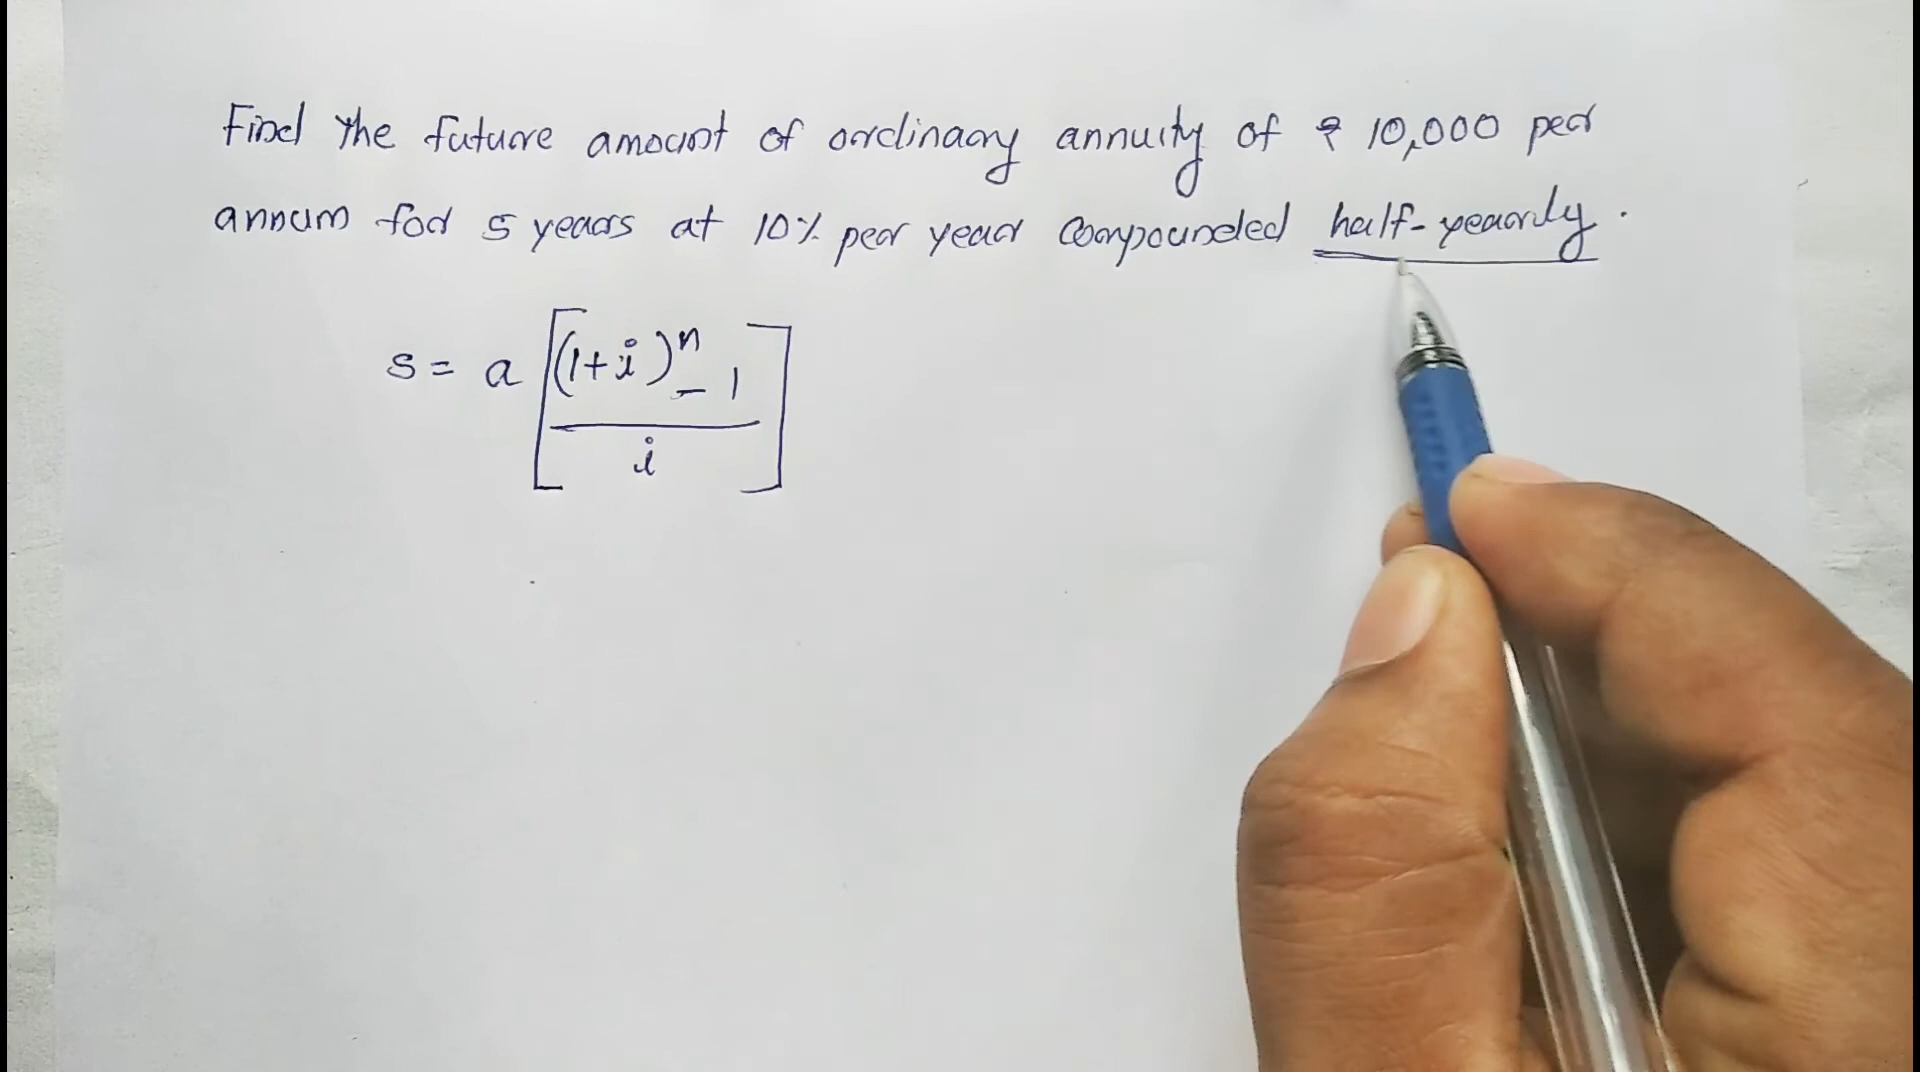 Find the future amount of ordinary annuity of ₹ 10,000 per
annum for 5 years at 10% per year compounded half-yearly.
s = a [(1+i)^n - 1
i]